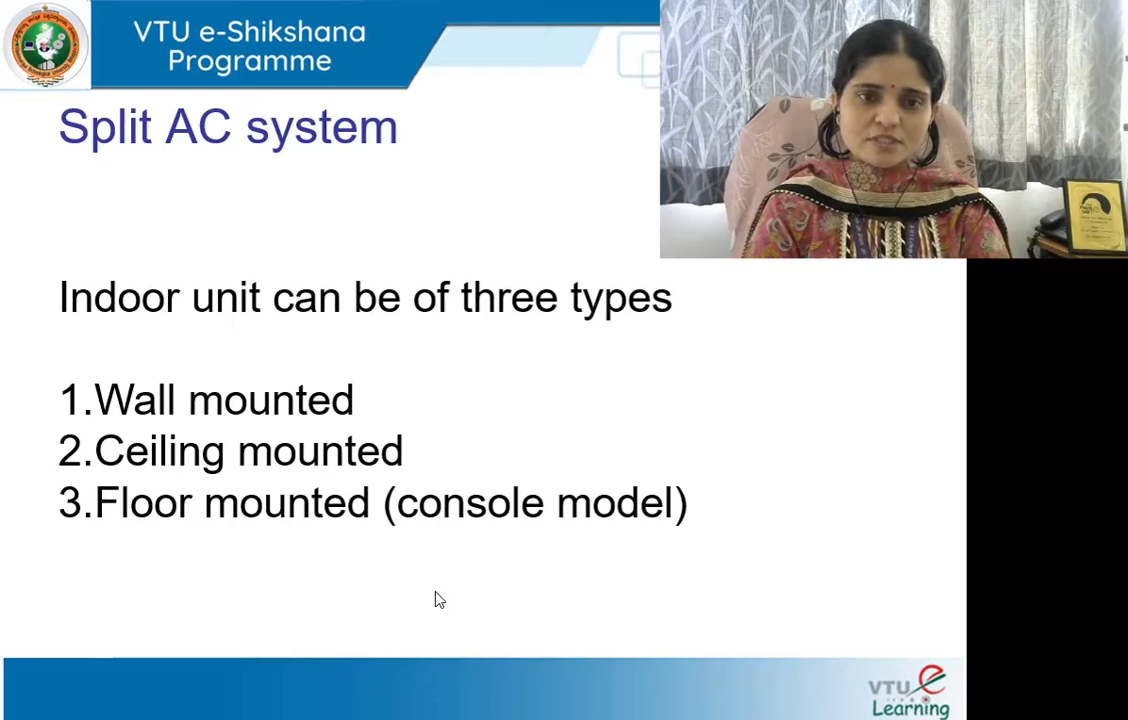 VTU e-Shikshana
Programme
Split AC system
Indoor unit can be of three types
1.Wall mounted
2.Ceiling mounted
3.Floor mounted (console model)
VTU e
Learning